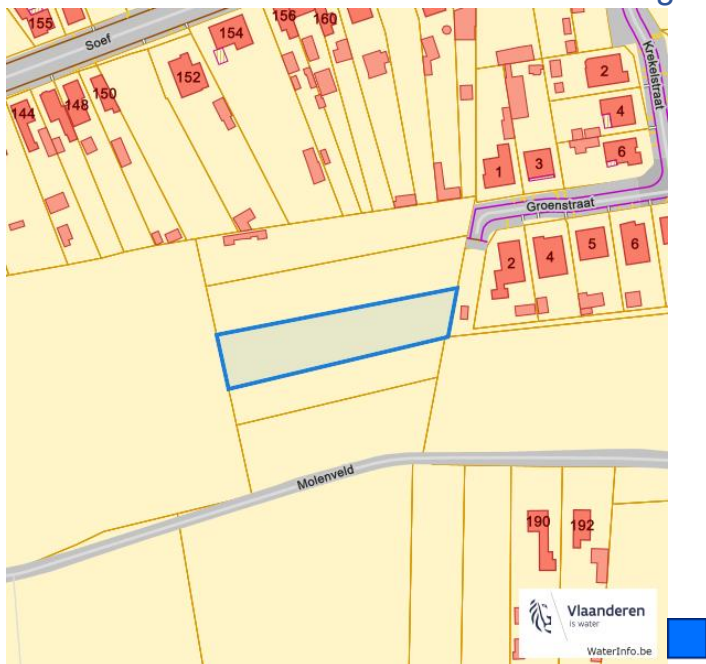 155
Soef
156
160
154
152
150
148
144
Krekelstraat
2
4
6
1
3
Groenstraat
2
4
5
6
Molenveld
190
192
Vlaanderen
is water
WaterInfo.be